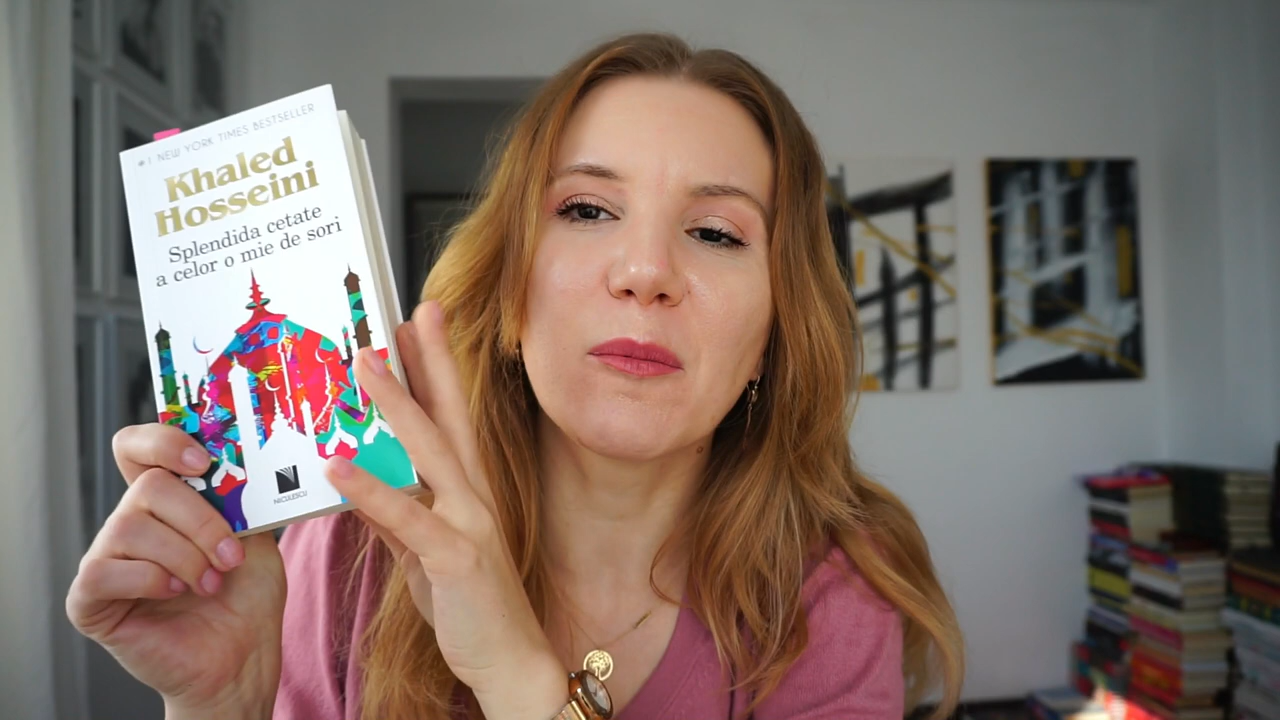 #1 NEW YORK TIMES BESTSELLER
Khaled
Hosseini
Splendida cetate
a celor o mie de sori
NICULESCU